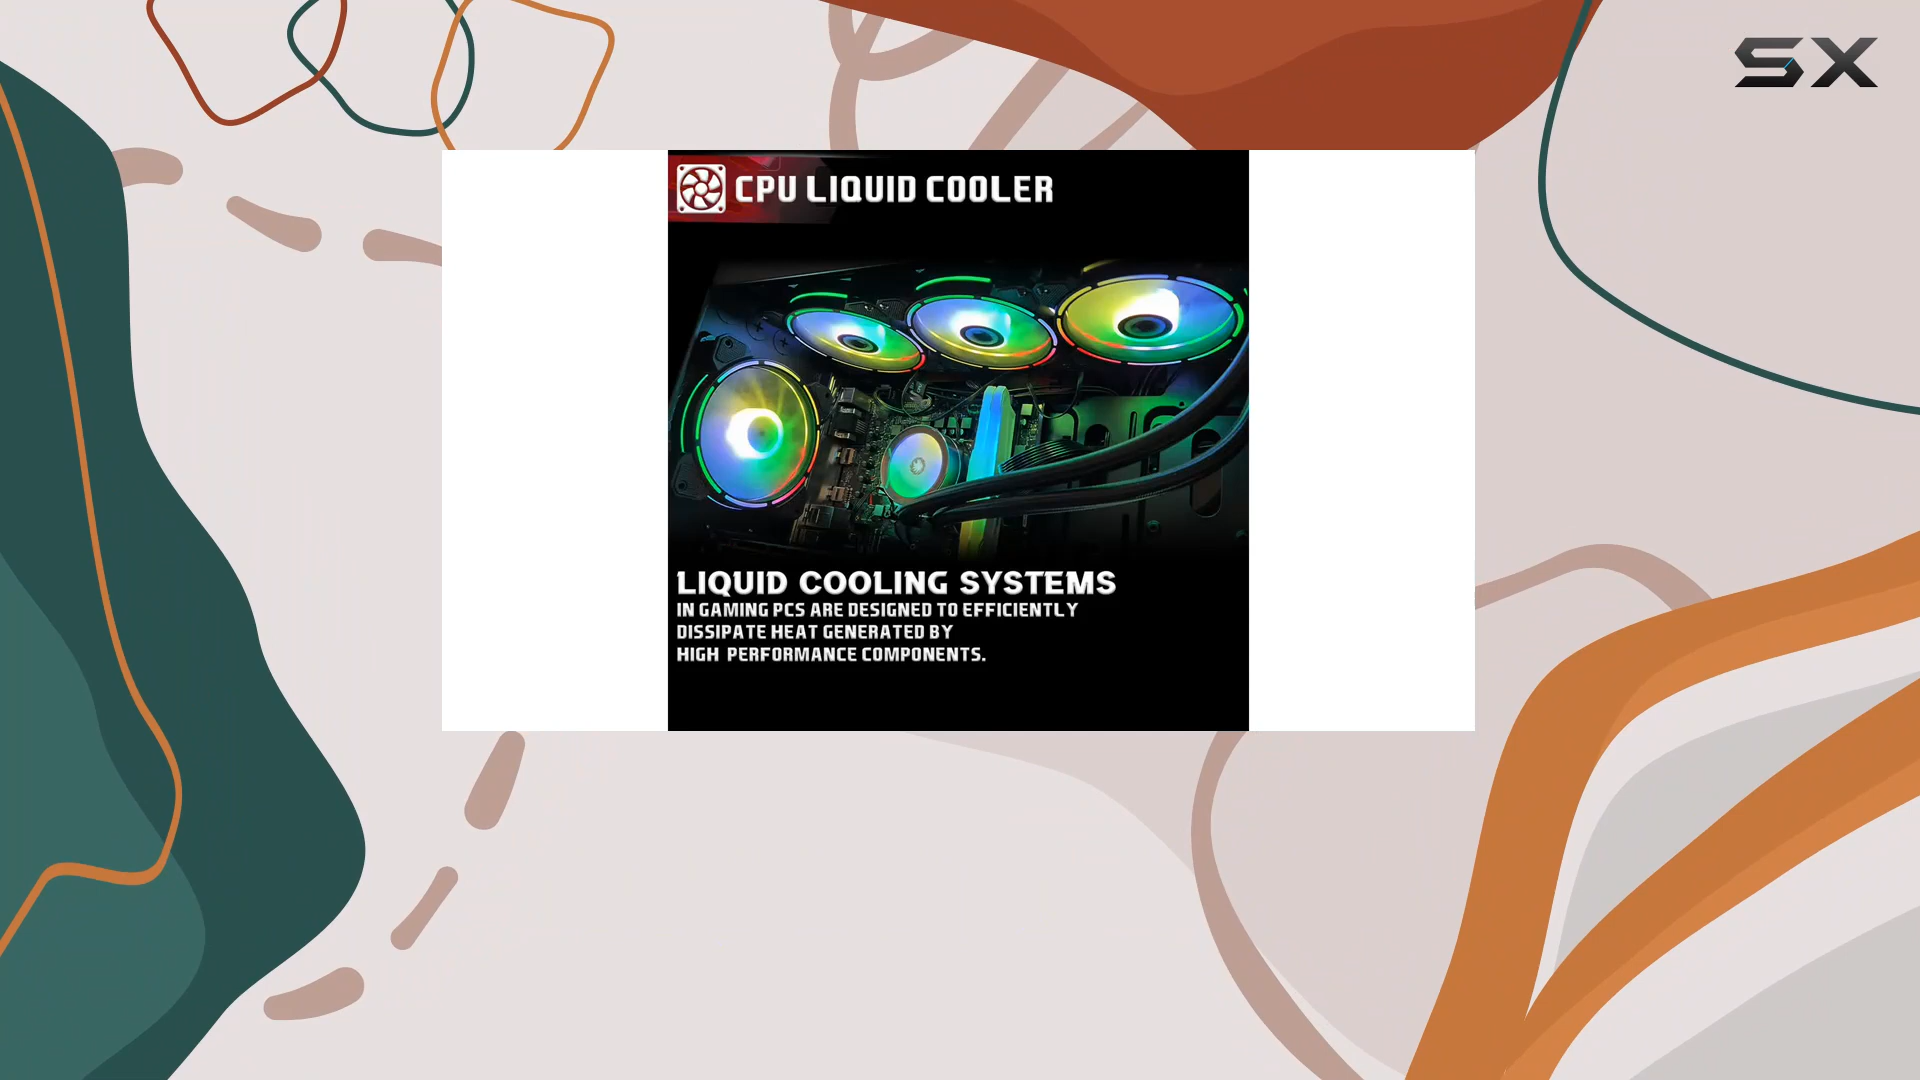 SX
CPU LIQUID COOLER
LIQUID COOLING SYSTEMS
IN GAMING PCS ARE DESIGNED TO EFFICIENTLY
DISSIPATE HEAT GENERATED BY
HIGH PERFORMANCE COMPONENTS.